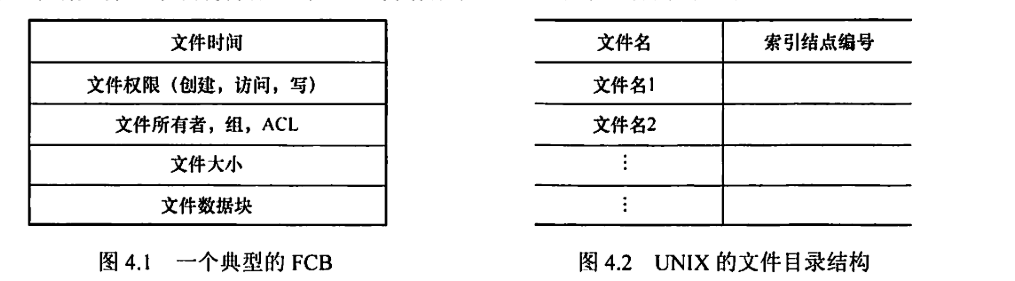 文件时间
文件权限（创建，访问，写）
文件所有者，组，ACL
文件大小
文件数据块
图 4.1 一个典型的 FCB
文件名 索引结点编号
文件名1
文件名2
⋮
⋮
图 4.2 UNIX 的文件目录结构